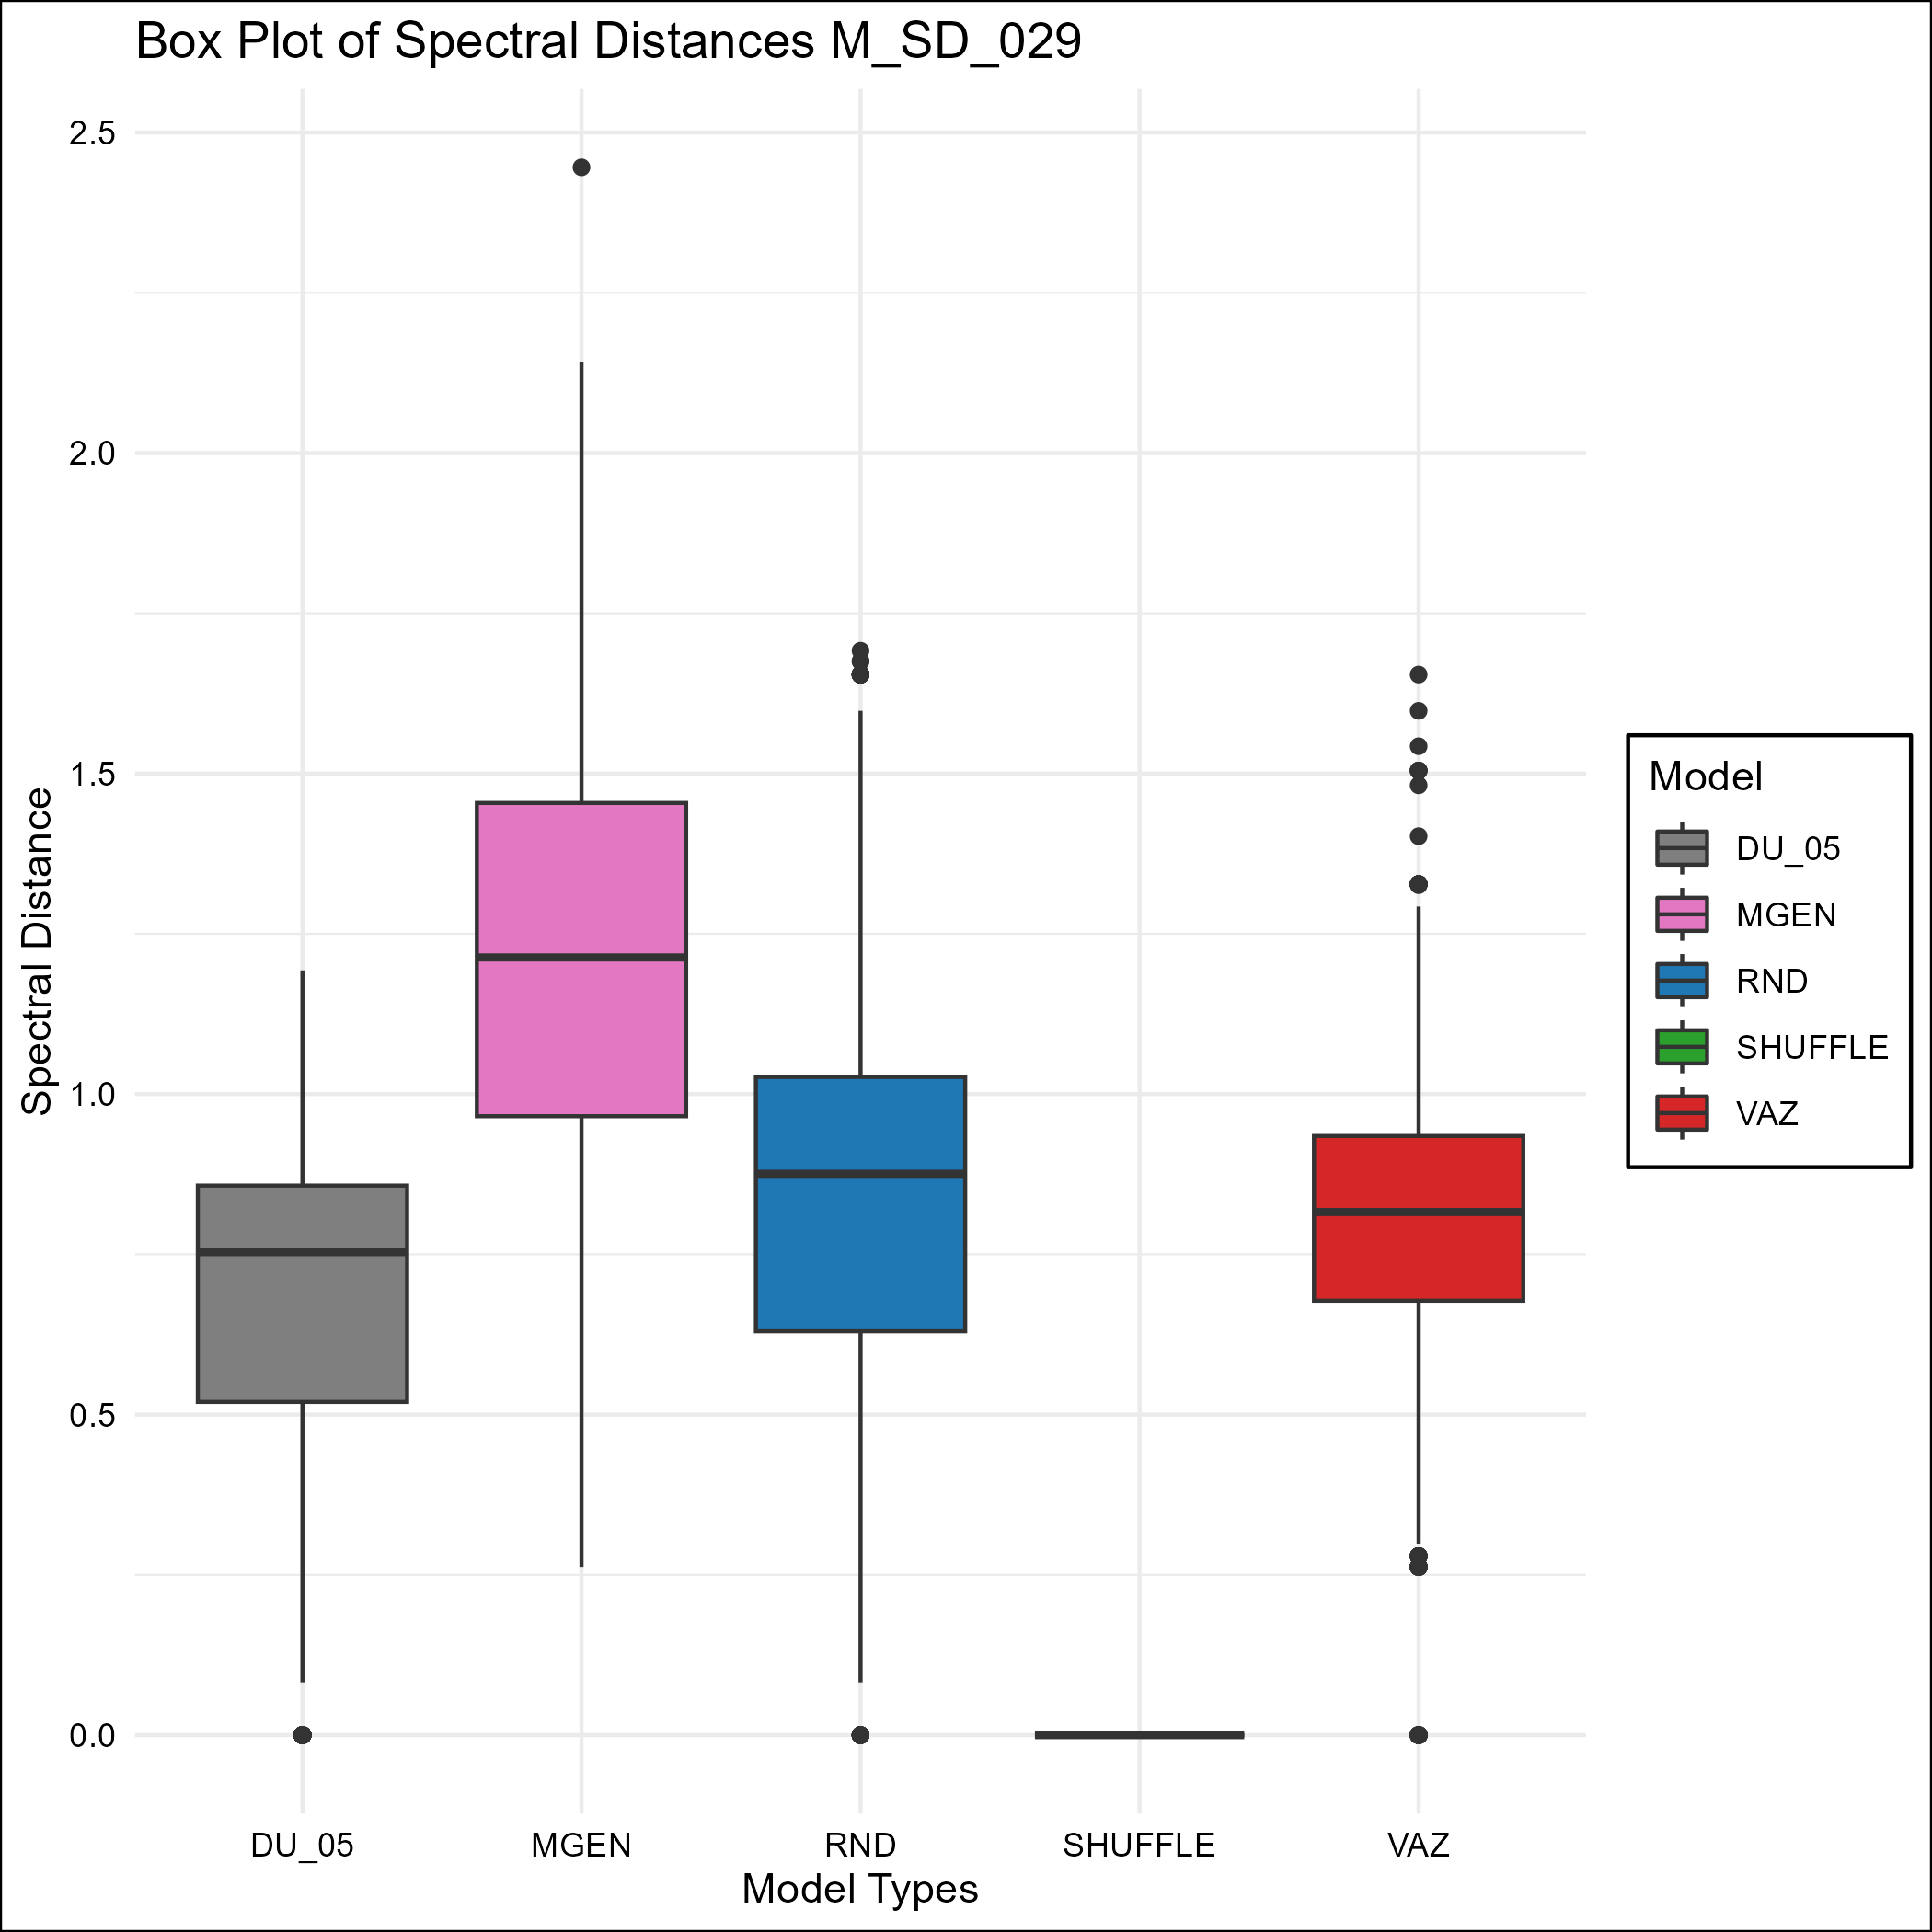 Box Plot of Spectral Distances M_SD_029
2.5
2.0
1.5
1.0
0.5
0.0
Spectral Distance
DU_05 MGEN RND SHUFFLE VAZ
Model Types
Model
DU_05
MGEN
RND
SHUFFLE
VAZ